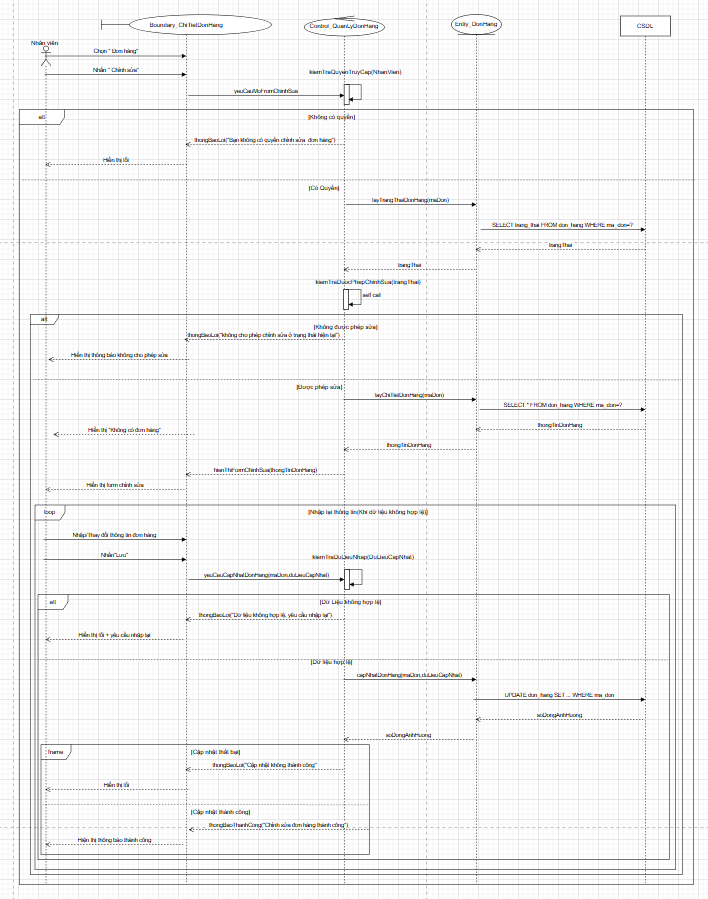 Boundary_ChiTietDonHang
Control_QuanLyDonHang
Entity_DonHang
CSDL
Nhân viên
Chọn " Đơn hàng"
Nhấn " Chỉnh sửa"
kiemTraQuyenTruyCap(NhanVien)
yeuCauMoFromChinhSua
alt
[Không có quyền]
thongBaoLoi("Bạn không có quyền chỉnh sửa đơn hàng")
Hiển thị lỗi
[Có Quyền]
layTrangThaiDonHang(maDon)
SELECT trang_thai FROM don_hang WHERE ma_don=?
trangThai
trangThai
kiemTraDuocPhepChinhSua(trangThai)
self call
alt
[Không được phép sửa]
thongBaoLoi("không cho phép chỉnh sửa ở trạng thái hiện tại")
Hiển thị thông báo không cho phép sửa
[Được phép sửa]
layChiTietDonHang(maDon)
SELECT * FROM don_hang WHERE ma_don=?
thongTinDonHang
Hiển thị "Không có đơn hàng"
thongTinDonHang
hienThiFormChinhSua(thongTinDonHang)
Hiển thị form chỉnh sửa
loop
[Nhập lại thông tin(Khi dữ liệu không hợp lệ)]
Nhập/Thay đổi thông tin đơn hàng
Nhấn"Lưu"
kiemTraDuLieuNhap(DuLieuCapNhat)
yeuCauCapNhatDonHang(maDon,duLieuCapNhat)
alt
[Dữ Liệu không hợp lệ]
thongBaoLoi("Dữ liệu không hợp lệ, yêu cầu nhập lại")
Hiển thị lỗi + yêu cầu nhập lại
[Dữ liệu hợp lệ]
capNhatDonHang(maDon,duLieuCapNhat)
UPDATE don_hang SET ... WHERE ma_don
soDongAnhHuong
soDongAnhHuong
frame
[Cập nhật thất bại]
thongBaoLoi("Cập nhật không thành công"
Hiển thị lỗi
[Cập nhật thành công]
thongBaoThanhCong("Chỉnh sửa đơn hàng thành công")
Hiện thị thông báo thành công